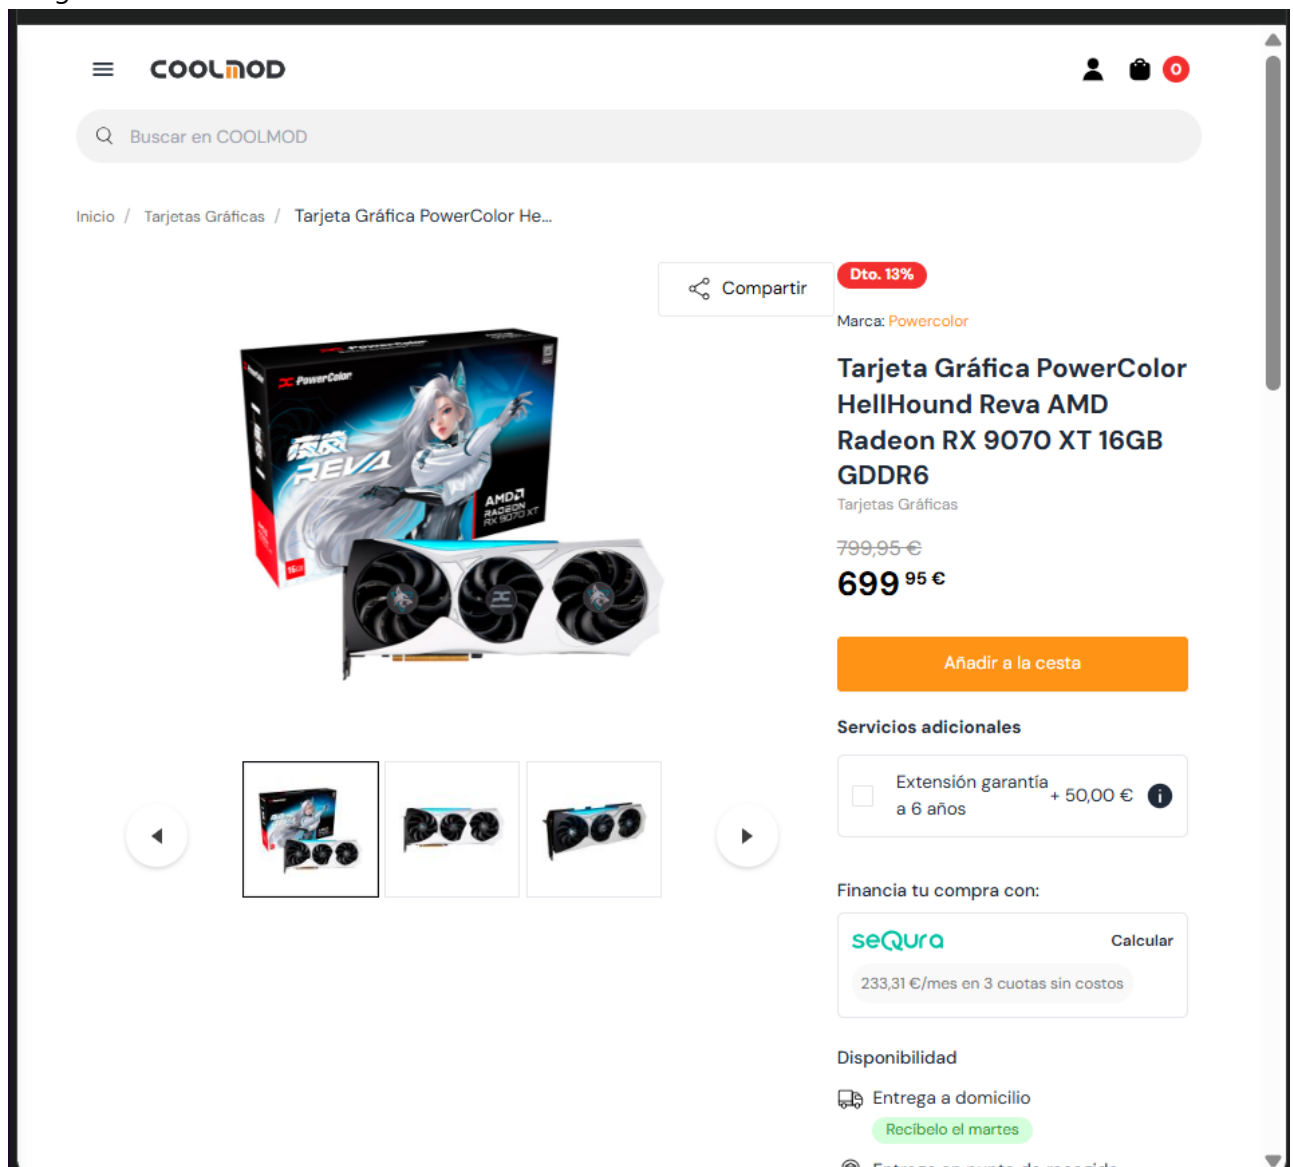 COOLMOD
0
Buscar en COOLMOD
Inicio / Tarjetas Gráficas / Tarjeta Gráfica PowerColor He...
Compartir
Dto. 13%
Marca: Powercolor
Tarjeta Gráfica PowerColor
HellHound Reva AMD
Radeon RX 9070 XT 16GB
GDDR6
Tarjetas Gráficas
799,95 €
699 95 €
PowerColor
REVA
AMD
RADEON
RX 9070 XT
16GB
Añadir a la cesta
Servicios adicionales
Extensión garantía
a 6 años
+ 50,00 €
Financia tu compra con:
seQura
Calcular
233,31 €/mes en 3 cuotas sin costos
Disponibilidad
Entrega a domicilio
Recíbelo el martes